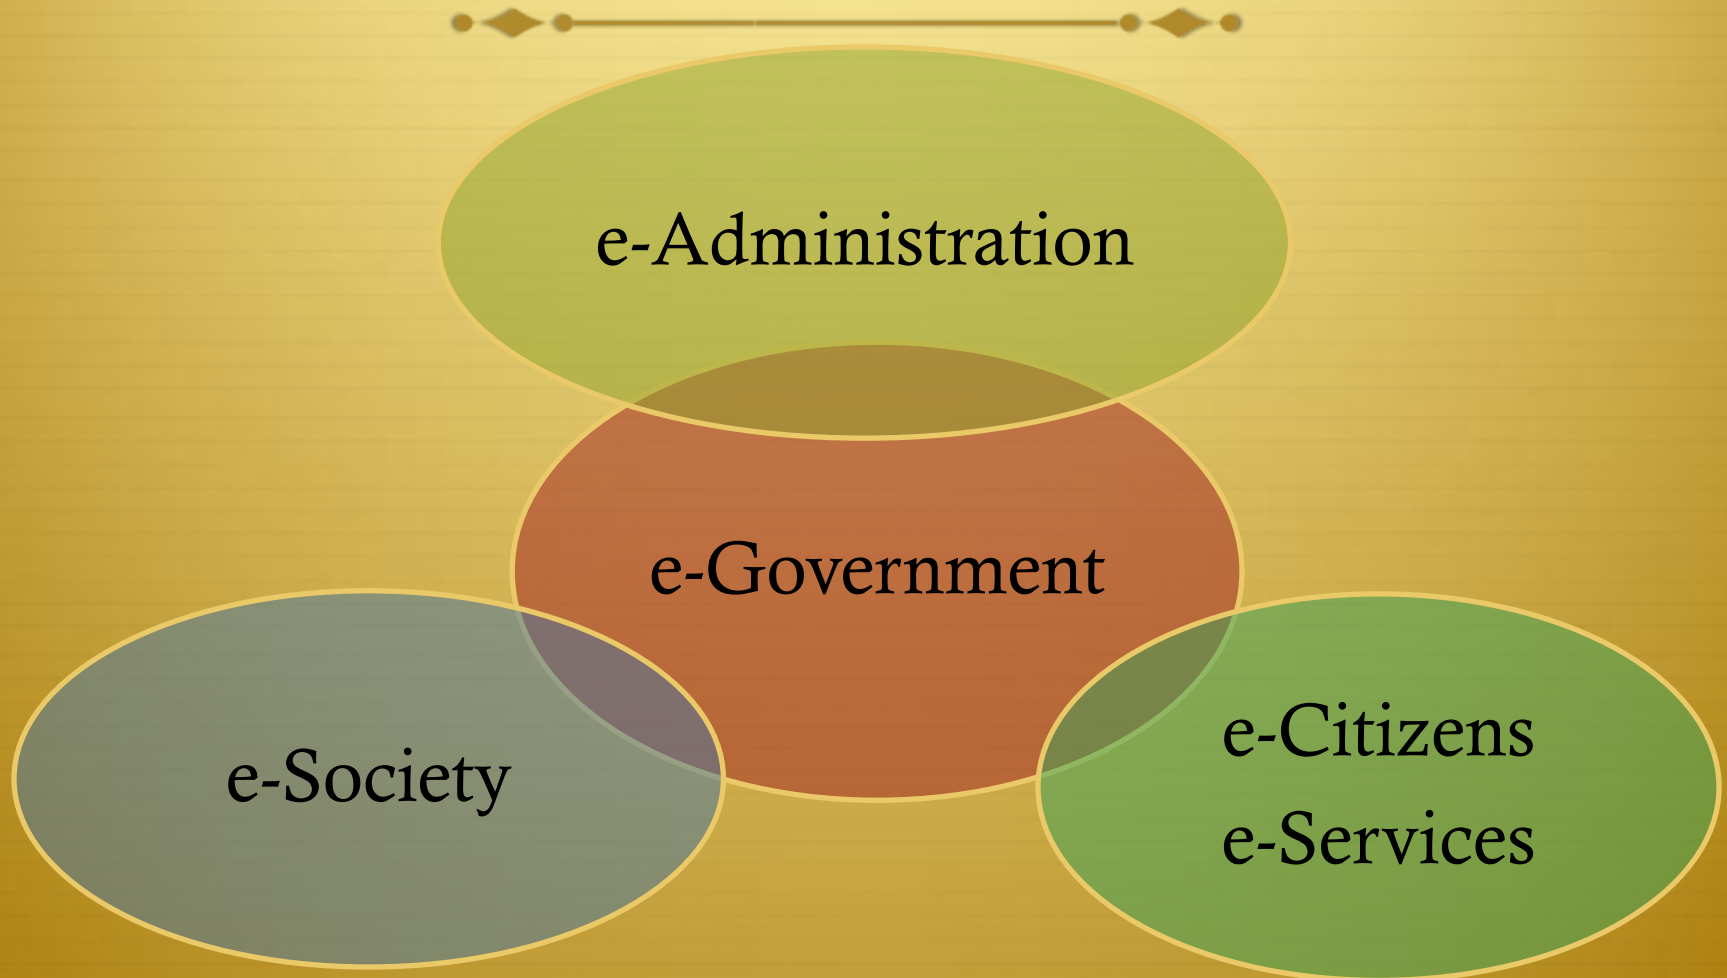 e-Administration
e-Government
e-Society
e-Citizens
e-Services